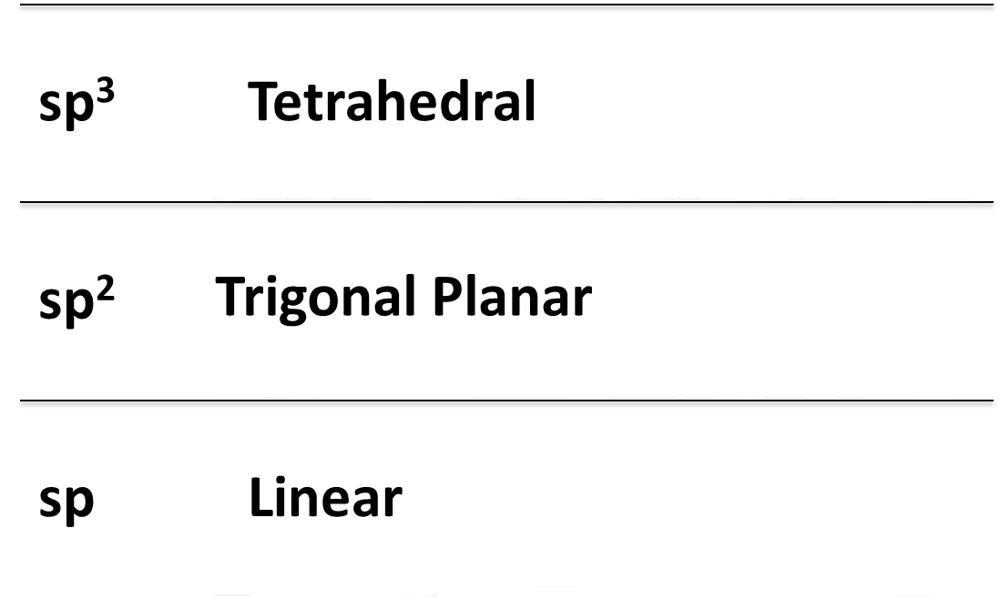 sp³ Tetrahedral
sp² Trigonal Planar
sp Linear